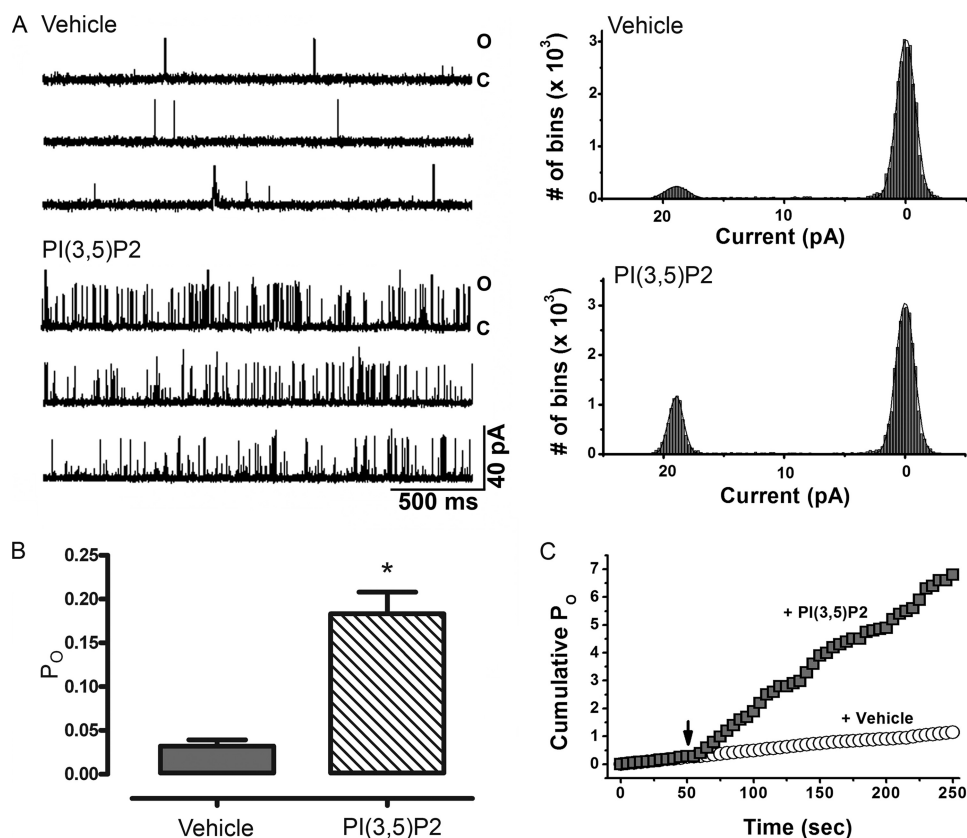 A
Vehicle
O
C
PI(3,5)P2
O
C
40 pA
500 ms
Vehicle
# of bins (x 10³)
3
2
1
0
20
10
0
Current (pA)
PI(3,5)P2
# of bins (x 10³)
3
2
1
0
20
10
0
Current (pA)
B
P_O
0.25
0.20
0.15
0.10
0.05
0.00
*
Vehicle
PI(3,5)P2
C
Cumulative P_O
7
6
5
4
3
2
1
0
+ PI(3,5)P2
+ Vehicle
0
50
100
150
200
250
Time (sec)